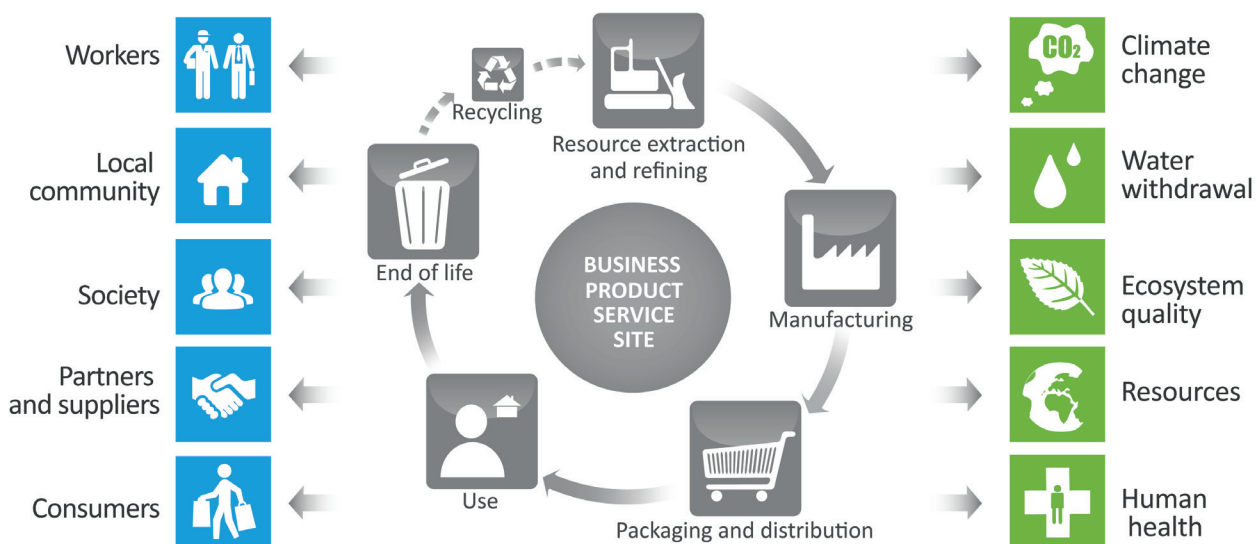 Workers
Local
community
Society
Partners
and suppliers
Consumers
Recycling
Resource extraction
and refining
Manufacturing
Packaging and distribution
Use
End of life
BUSINESS
PRODUCT
SERVICE
SITE
CO₂
Climate
change
Water
withdrawal
Ecosystem
quality
Resources
Human
health